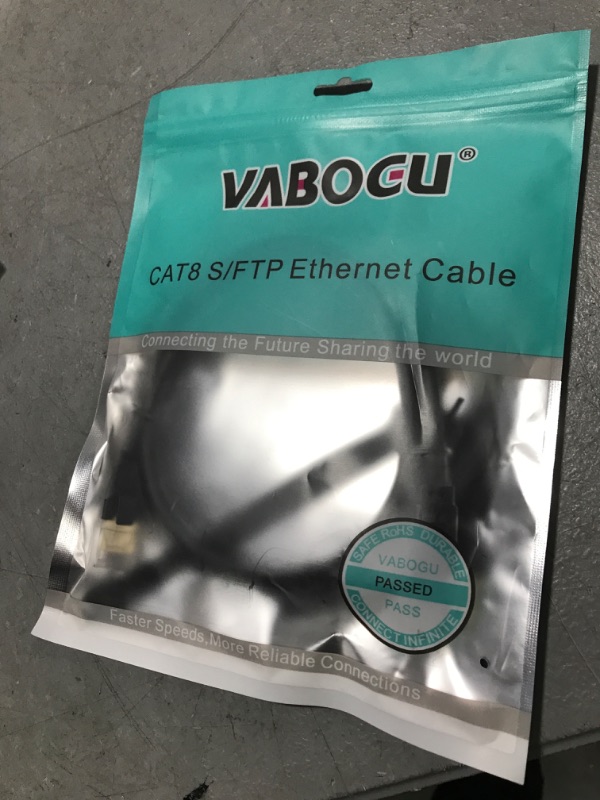 VABOGU®
CAT8 S/FTP Ethernet Cable
Connecting the Future Sharing the world
SAFE RoHS DURABLE
VABOGU
PASSED
PASS
CONNECT INFINITE
Faster Speeds,More Reliable Connections